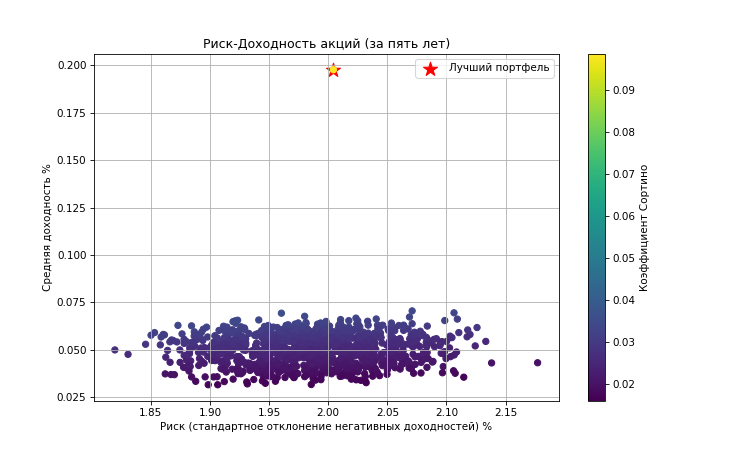 Риск-Доходность акций (за пять лет)
Лучший портфель
0.200
0.175
0.150
0.125
0.100
0.075
0.050
0.025
Средняя доходность %
1.85 1.90 1.95 2.00 2.05 2.10 2.15
Риск (стандартное отклонение негативных доходностей) %
0.09
0.08
0.07
0.06
0.05
0.04
0.03
0.02
Коэффициент Сортино